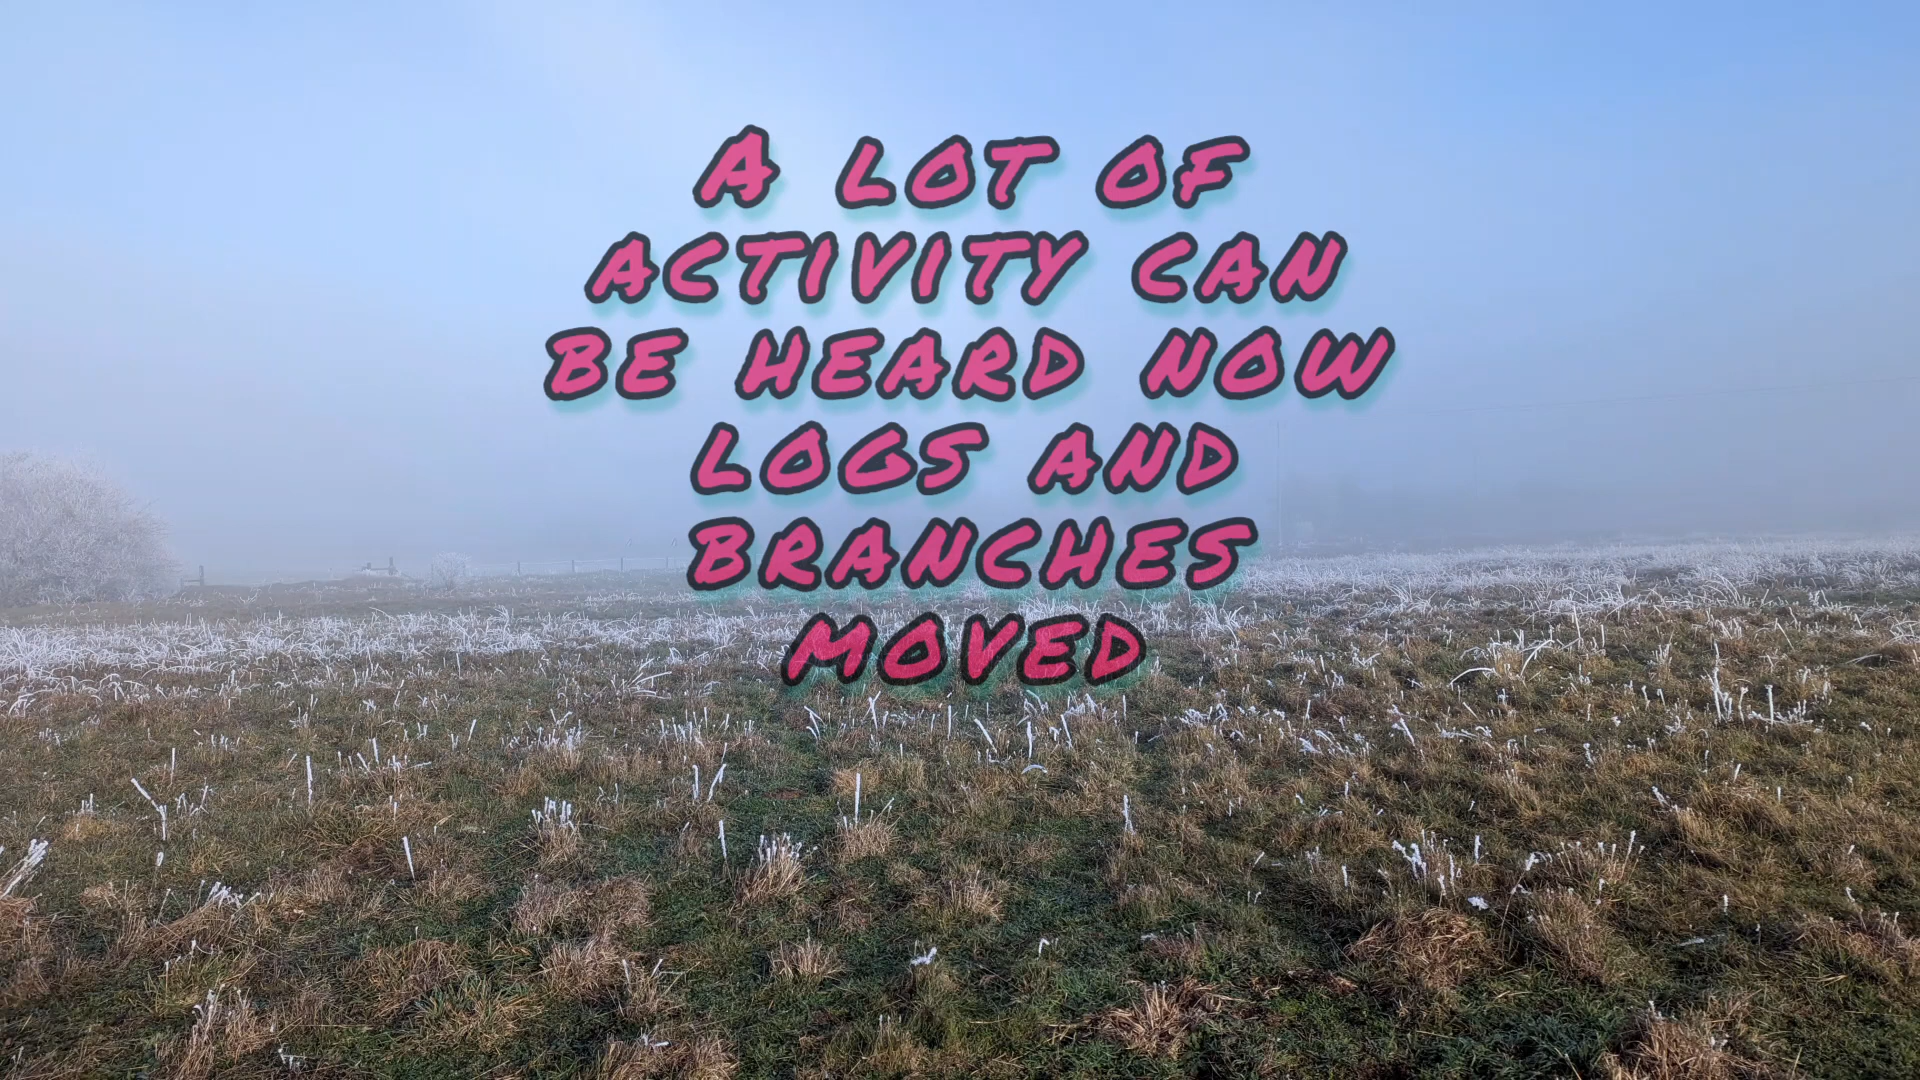 A LOT OF
ACTIVITY CAN
BE HEARD NOW
LOGS AND
BRANCHES
MOVED